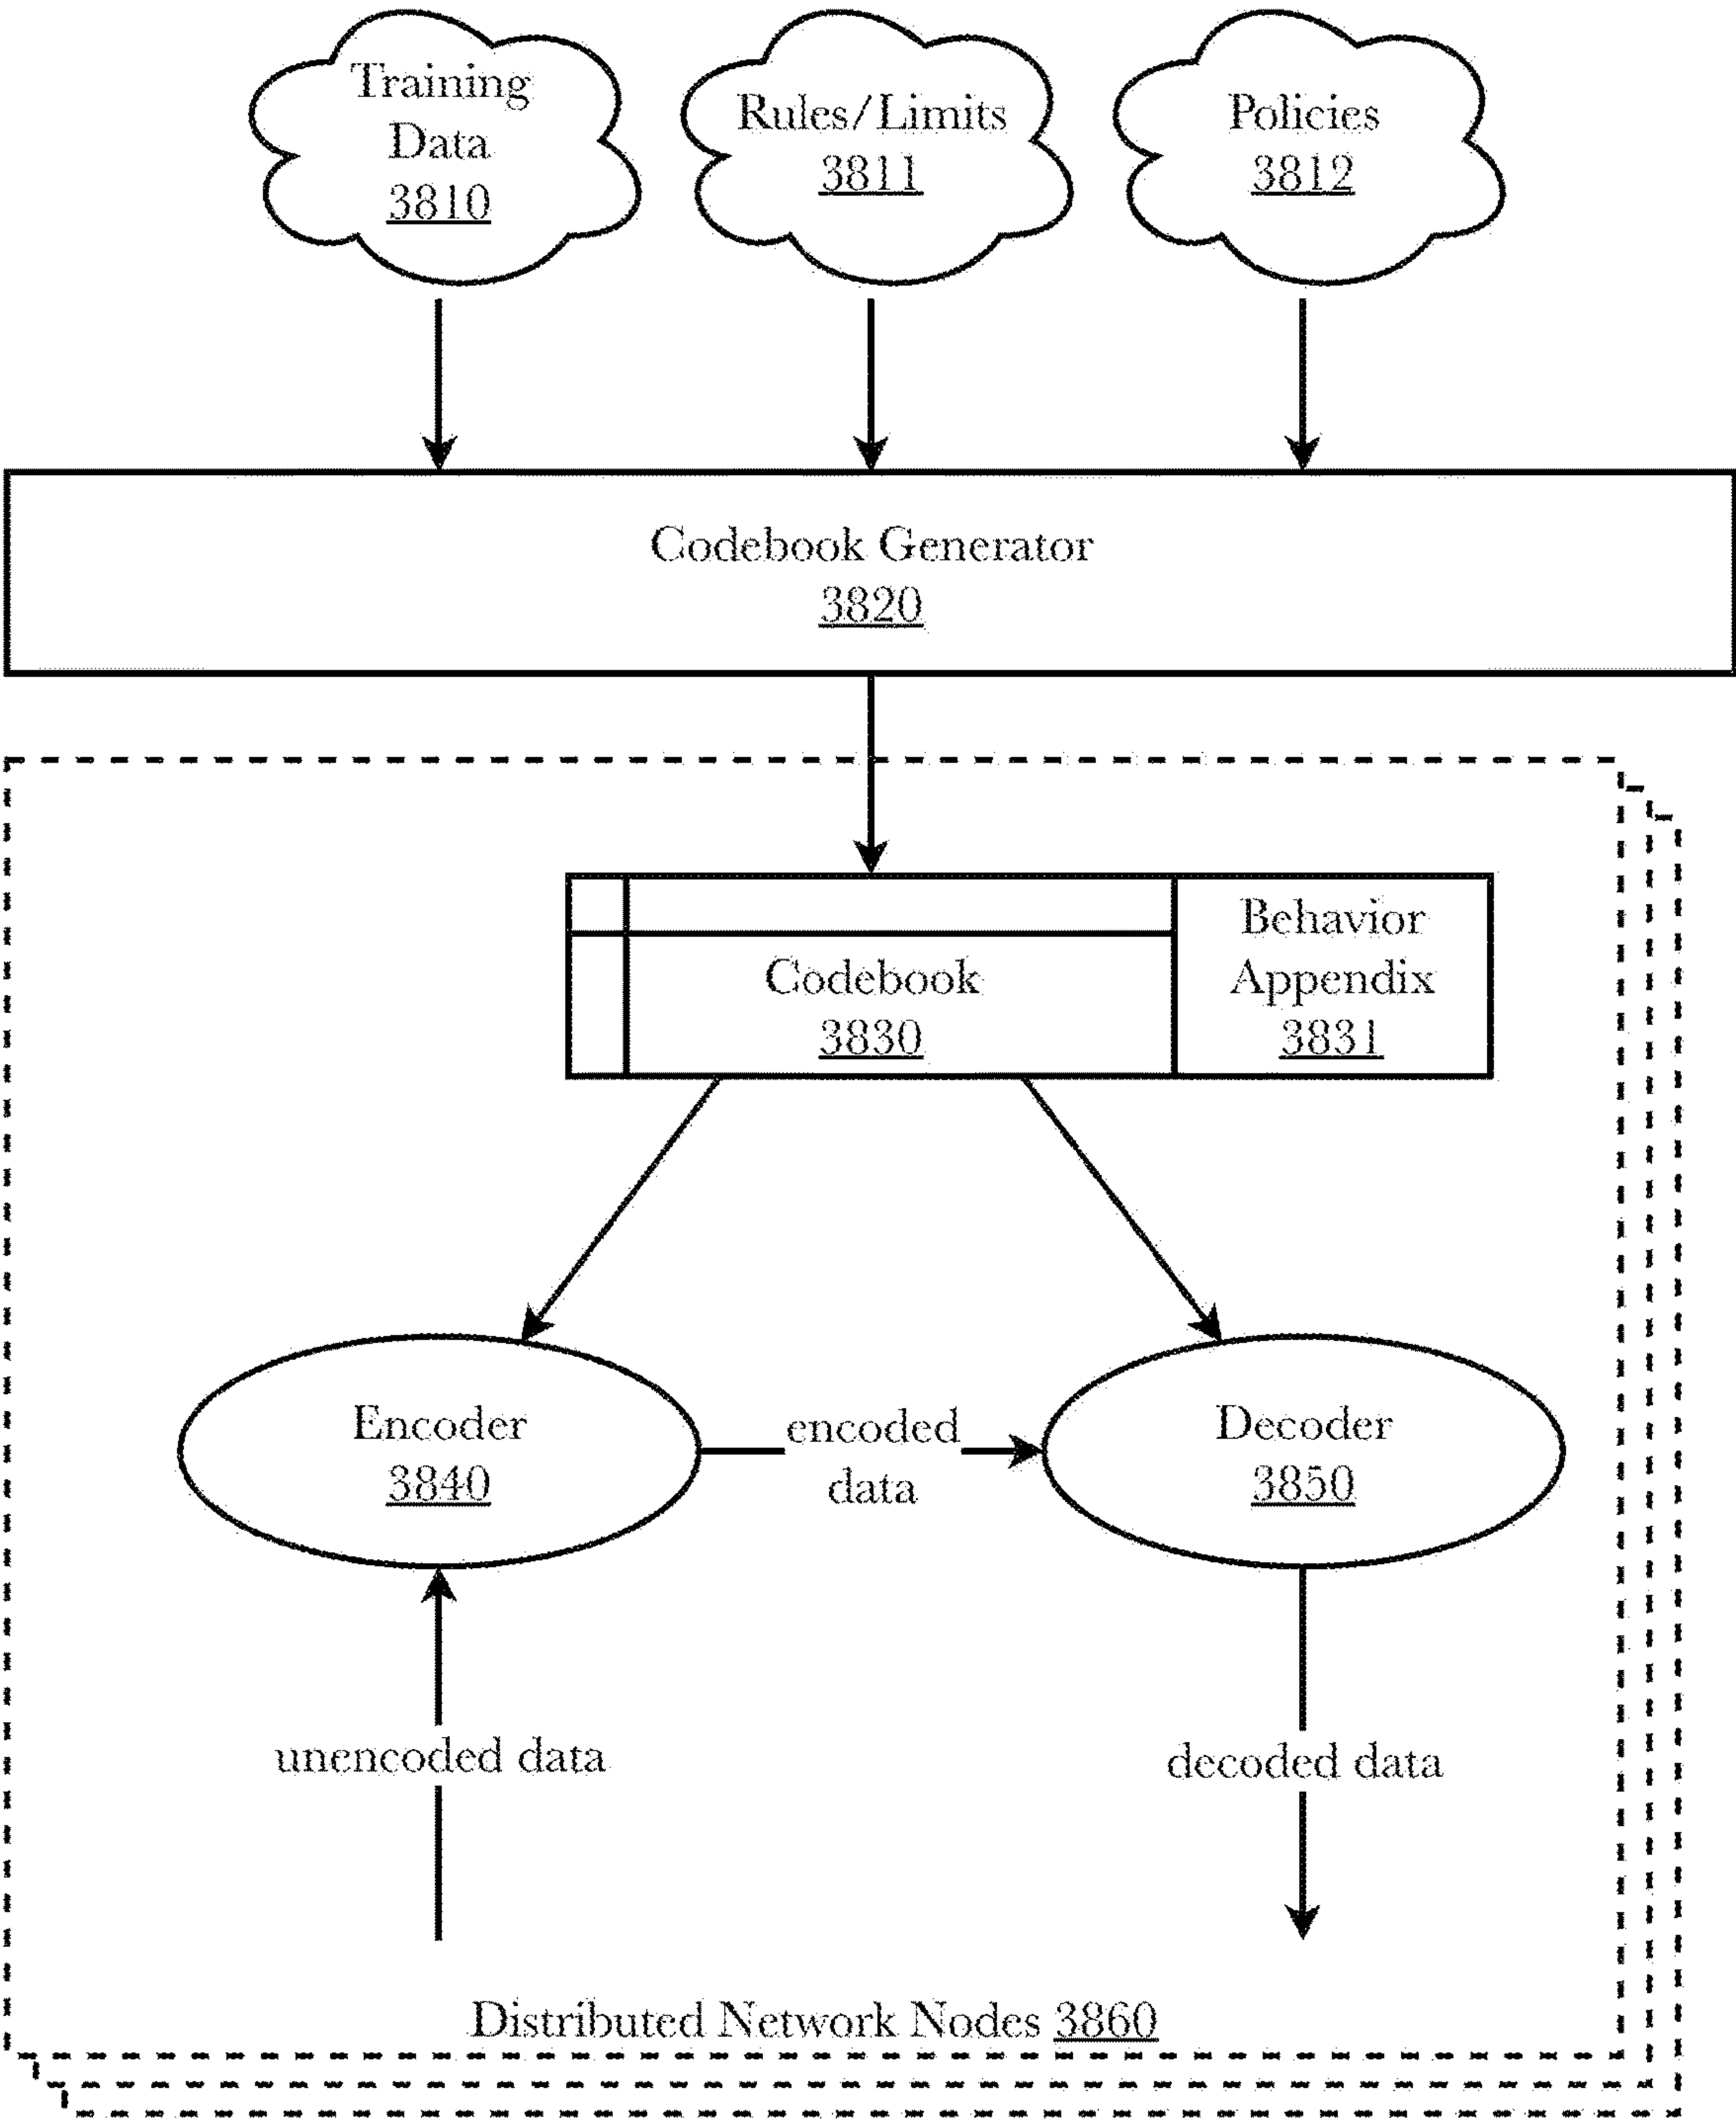 Training
Data
3810
Rules/Limits
3811
Policies
3812
Codebook Generator
3820
Behavior
Appendix
3831
Codebook
3830
Encoder
3840
encoded
data
Decoder
3850
unencoded data
decoded data
Distributed Network Nodes 3860